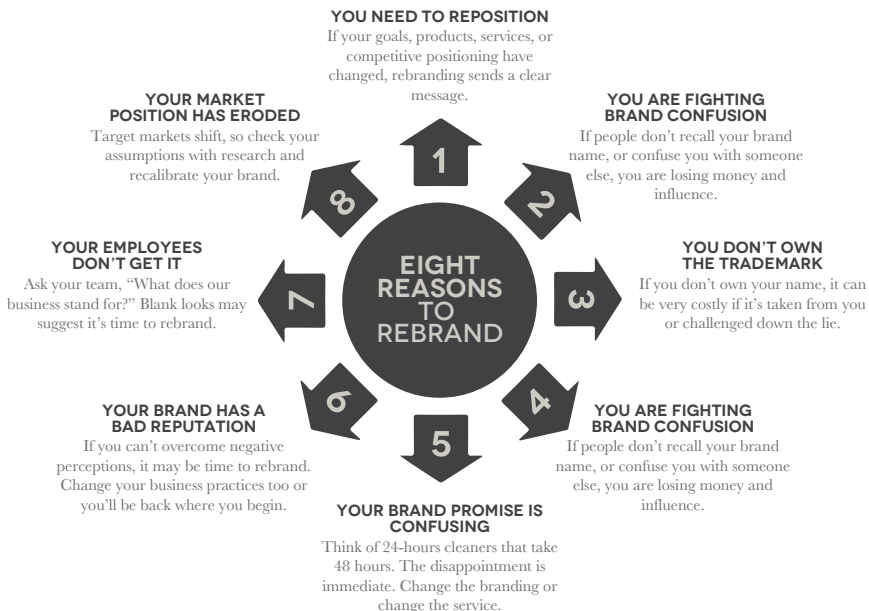 YOU NEED TO REPOSITION
If your goals, products, services, or
competitive positioning have
changed, rebranding sends a clear
message.
1
YOU ARE FIGHTING
BRAND CONFUSION
If people don't recall your brand
name, or confuse you with someone
else, you are losing money and
influence.
2
YOU DON'T OWN
THE TRADEMARK
If you don't own your name, it can
be very costly if it's taken from you
or challenged down the lie.
3
YOU ARE FIGHTING
BRAND CONFUSION
If people don't recall your brand
name, or confuse you with someone
else, you are losing money and
influence.
4
YOUR BRAND PROMISE IS
CONFUSING
Think of 24-hours cleaners that take
48 hours. The disappointment is
immediate. Change the branding or
change the service.
5
YOUR BRAND HAS A
BAD REPUTATION
If you can't overcome negative
perceptions, it may be time to rebrand.
Change your business practices too or
you'll be back where you begin.
6
YOUR EMPLOYEES
DON'T GET IT
Ask your team, “What does our
business stand for?” Blank looks may
suggest it's time to rebrand.
7
YOUR MARKET
POSITION HAS ERODED
Target markets shift, so check your
assumptions with research and
recalibrate your brand.
8
EIGHT
REASONS
TO
REBRAND